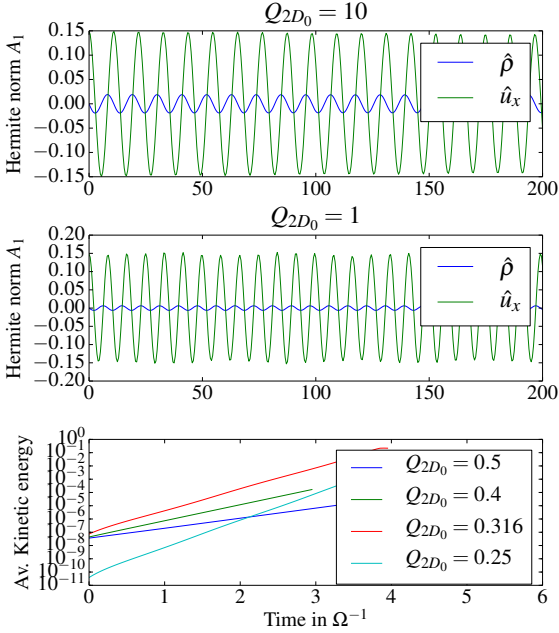 Q_{2D_0} = 10
Hermite norm A_1
0.15
0.10
0.05
0.00
−0.05
−0.10
0.15
ρ̂
û_x
0 50 100 150 200
Q_{2D_0} = 1
Hermite norm A_1
0.20
0.15
0.10
0.05
0.00
−0.05
−0.10
−0.15
−0.20
ρ̂
û_x
0 50 100 150 200
Av. Kinetic energy
10^0
10^{-1}
10^{-2}
10^{-3}
10^{-4}
10^{-5}
10^{-6}
10^{-7}
10^{-8}
10^{-9}
10^{-10}
10^{-11}
Q_{2D_0} = 0.5
Q_{2D_0} = 0.4
Q_{2D_0} = 0.316
Q_{2D_0} = 0.25
0 1 2 3 4 5 6
Time in Ω^{-1}